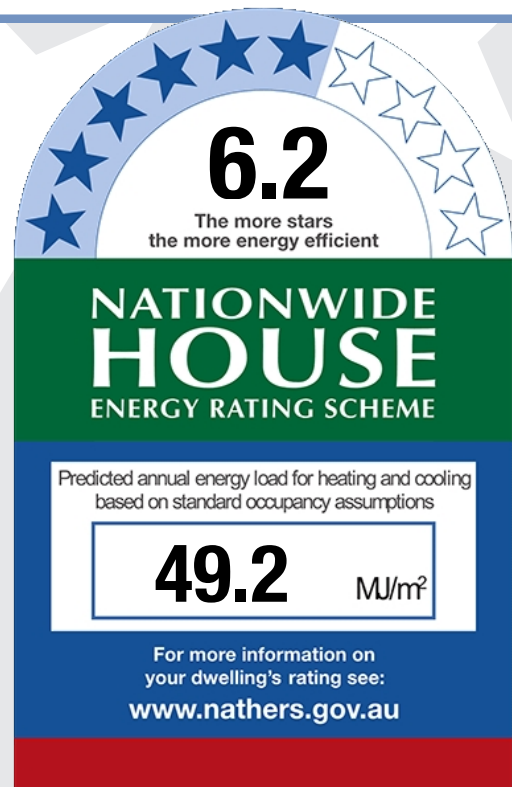 6.2
The more stars
the more energy efficient
NATIONWIDE
HOUSE
ENERGY RATING SCHEME
Predicted annual energy load for heating and cooling
based on standard occupancy assumptions
49.2 MJ/m²
For more information on
your dwelling's rating see:
www.nathers.gov.au